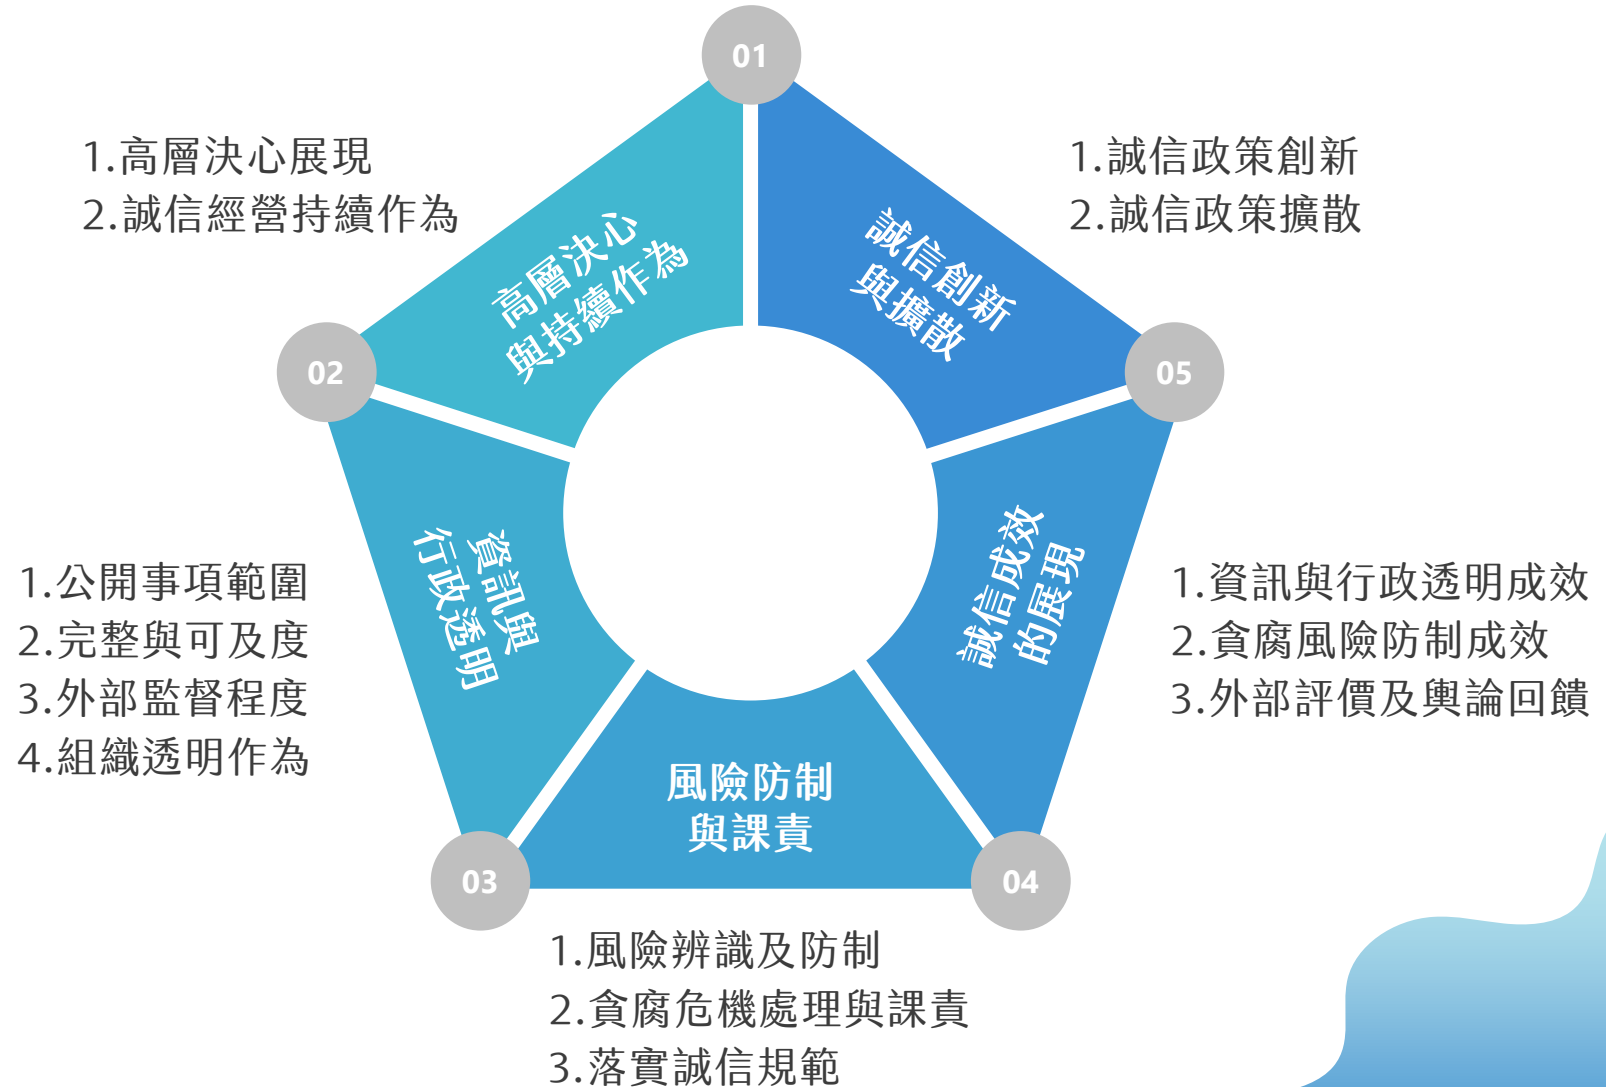 01
高層決心
與持續作為
1.高層決心展現
2.誠信經營持續作為
02
資訊與
行政透明
1.公開事項範圍
2.完整與可及度
3.外部監督程度
4.組織透明作為
03
風險防制
與課責
1.風險辨識及防制
2.貪腐危機處理與課責
3.落實誠信規範
04
誠信成效
的展現
1.資訊與行政透明成效
2.貪腐風險防制成效
3.外部評價及輿論回饋
05
誠信創新
與擴散
1.誠信政策創新
2.誠信政策擴散